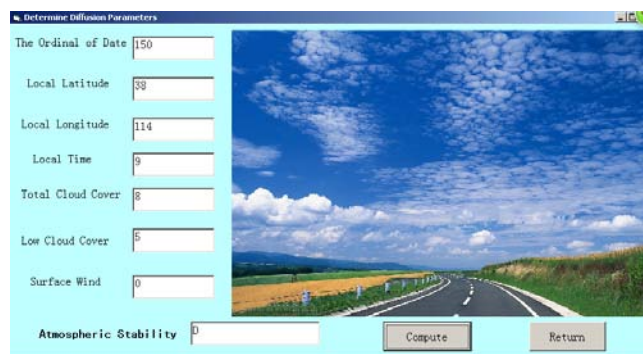 Determine Diffusion Parameters
The Ordinal of Date 150
Local Latitude 38
Local Longitude 114
Local Time 9
Total Cloud Cover 8
Low Cloud Cover 5
Surface Wind 0
Atmospheric Stability D
Compute
Return